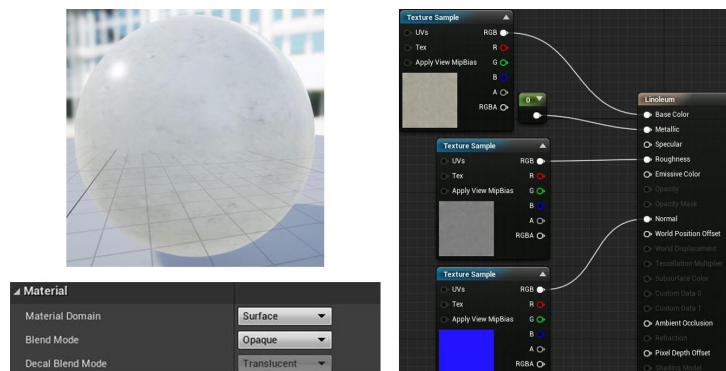 Material
Material Domain
Surface
Blend Mode
Opaque
Decal Blend Mode
Translucent
Texture Sample
UVs
RGB
Tex
R
Apply View MipBias
G
B
A
RGBA
0
Texture Sample
UVs
RGB
Tex
R
Apply View MipBias
G
B
A
RGBA
Texture Sample
UVs
RGB
Tex
R
Apply View MipBias
G
B
A
RGBA
Linoleum
Base Color
Metallic
Specular
Roughness
Emissive Color
Opacity
Opacity Mask
Normal
World Position Offset
World Displacement
Tessellation Multiplier
Subsurface Color
Custom Data 0
Custom Data 1
Ambient Occlusion
Refraction
Pixel Depth Offset
Shading Model